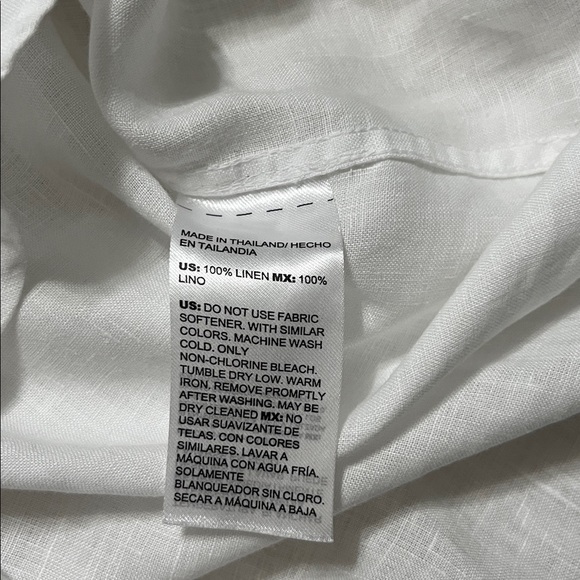 MADE IN THAILAND/ HECHO
EN TAILANDIA
US: 100% LINEN MX: 100%
LINO
US: DO NOT USE FABRIC
SOFTENER. WITH SIMILAR
COLORS. MACHINE WASH
COLD. ONLY
NON-CHLORINE BLEACH.
TUMBLE DRY LOW. WARM
IRON. REMOVE PROMPTLY
AFTER WASHING. MAY BE
DRY CLEANED MX: NO
USAR SUAVIZANTE DE
TELAS. CON COLORES
SIMILARES. LAVAR A
MÁQUINA CON AGUA FRÍA.
SOLAMENTE
BLANQUEADOR SIN CLORO.
SECAR A MÁQUINA A BAJA